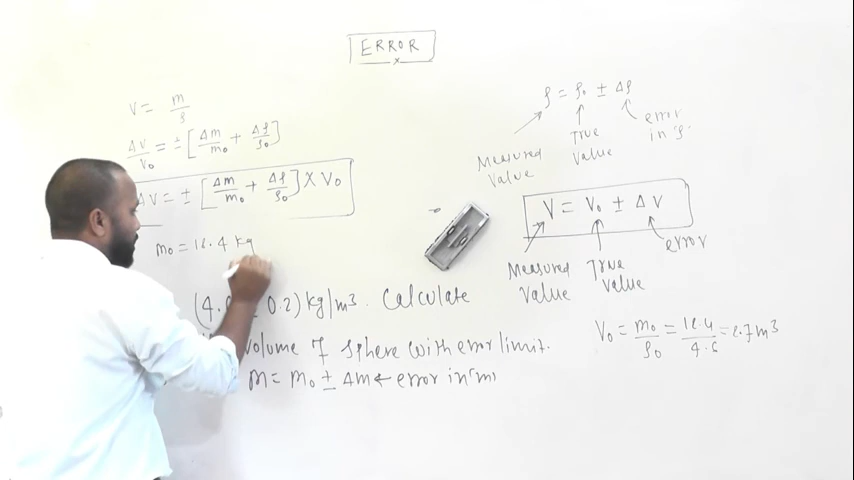 ERROR
V = m/ρ
ΔV/V₀ = ± [Δm/m₀ + Δρ/ρ₀]
ΔV = ± [Δm/m₀ + Δρ/ρ₀] X V₀
m₀ = 12.4 kg
0.2) kg/m³. Calculate
volume of sphere with error limit.
m = m₀ ± Δm ← error in 'm'
ρ = ρ₀ ± Δρ
Measured value
True value
error in 'ρ'
V = V₀ ± ΔV
Measured value
True value
error
V₀ = m₀/ρ₀ = 12.4/4.6 = 2.7 m³